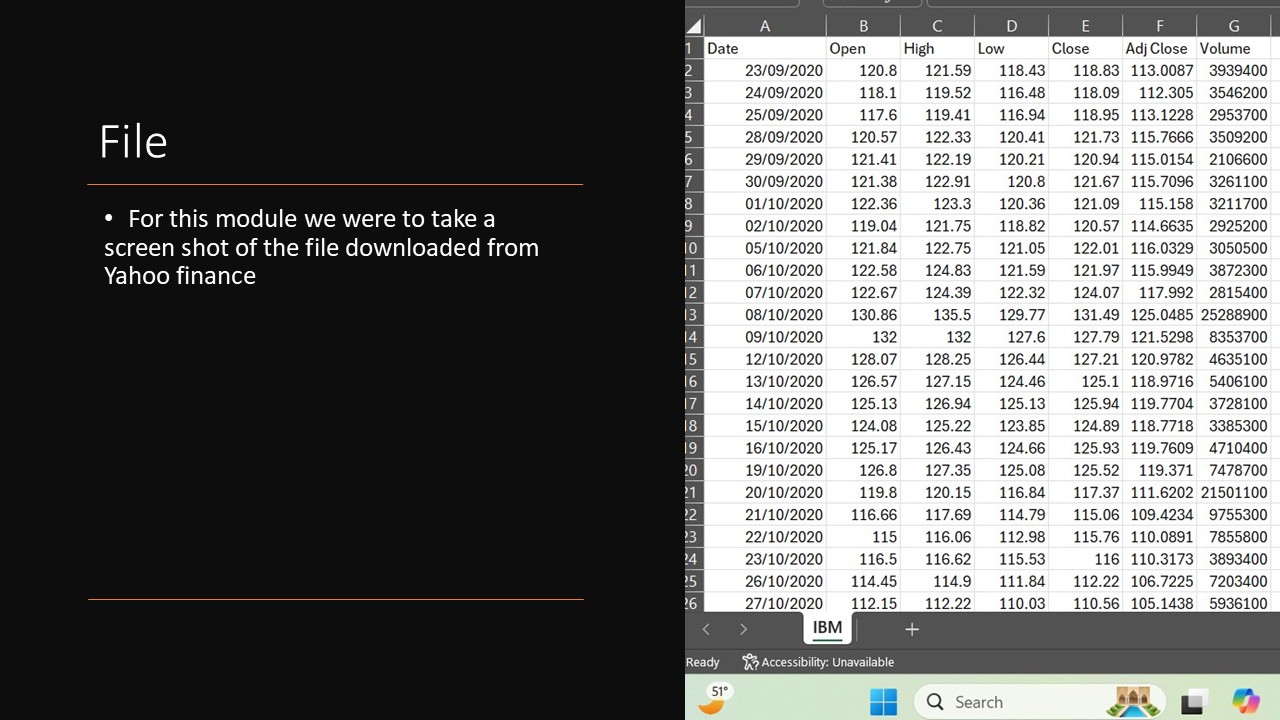 File
• For this module we were to take a
screen shot of the file downloaded from
Yahoo finance
A B C D E F G
1 Date Open High Low Close Adj Close Volume
2 23/09/2020 120.8 121.59 118.43 118.83 113.0087 3939400
3 24/09/2020 118.1 119.52 116.48 118.09 112.305 3546200
4 25/09/2020 117.6 119.41 116.94 118.95 113.1228 2953700
5 28/09/2020 120.57 122.33 120.41 121.73 115.7666 3509200
6 29/09/2020 121.41 122.19 120.21 120.94 115.0154 2106600
7 30/09/2020 121.38 122.91 120.8 121.67 115.7096 3261100
8 01/10/2020 122.36 123.3 120.36 121.09 115.158 3211700
9 02/10/2020 119.04 121.75 118.82 120.57 114.6635 2925200
10 05/10/2020 121.84 122.75 121.05 122.01 116.0329 3050500
11 06/10/2020 122.58 124.83 121.59 121.97 115.9949 3872300
12 07/10/2020 122.67 124.39 122.32 124.07 117.992 2815400
13 08/10/2020 130.86 135.5 129.77 131.49 125.0485 25288900
14 09/10/2020 132 132 127.6 127.79 121.5298 8353700
15 12/10/2020 128.07 128.25 126.44 127.21 120.9782 4635100
16 13/10/2020 126.57 127.15 124.46 125.1 118.9716 5406100
17 14/10/2020 125.13 126.94 125.13 125.94 119.7704 3728100
18 15/10/2020 124.08 125.22 123.85 124.89 118.7718 3385300
19 16/10/2020 125.17 126.43 124.66 125.93 119.7609 4710400
20 19/10/2020 126.8 127.35 125.08 125.52 119.371 7478700
21 20/10/2020 119.8 120.15 116.84 117.37 111.6202 21501100
22 21/10/2020 116.66 117.69 114.79 115.06 109.4234 9755300
23 22/10/2020 115 116.06 112.98 115.76 110.0891 7855800
24 23/10/2020 116.5 116.62 115.53 116 110.3173 3893400
25 26/10/2020 114.45 114.9 111.84 112.22 106.7225 7203400
26 27/10/2020 112.15 112.22 110.03 110.56 105.1438 5936100
IBM
Ready Accessibility: Unavailable
51°
Search